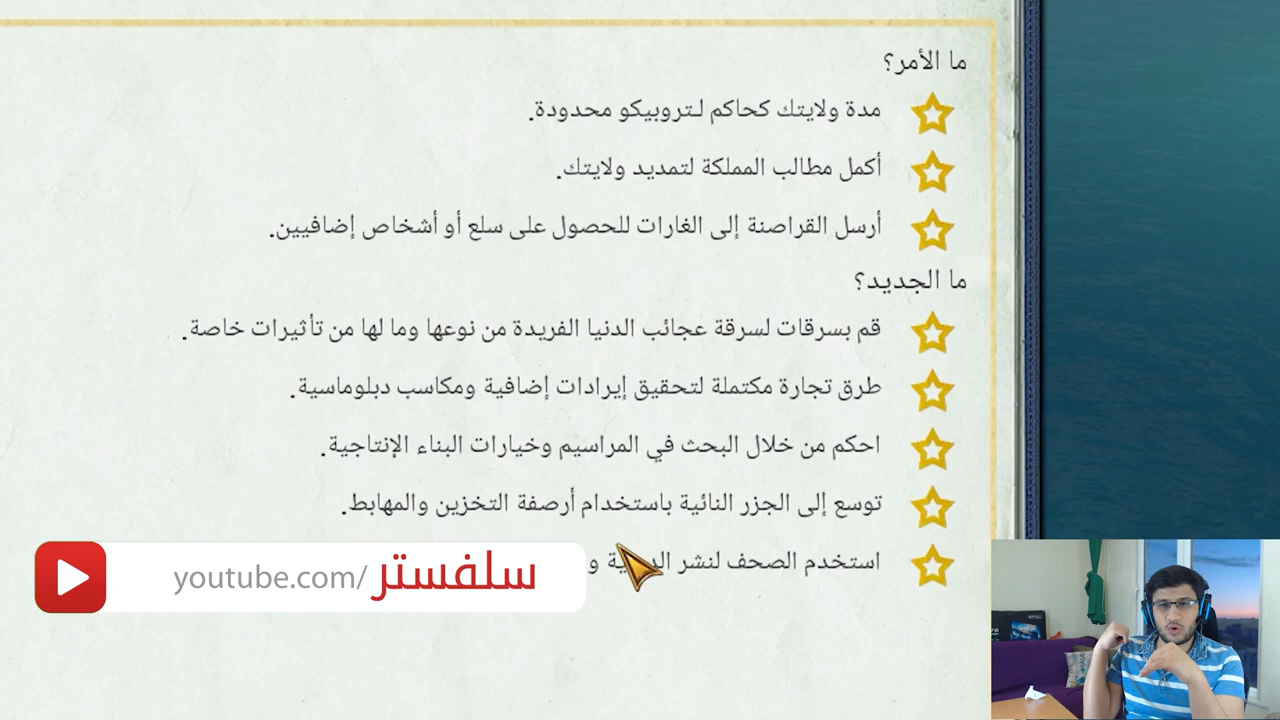 ما الأمر؟
مدة ولايتك كحاكم لـتروبيكو محدودة.
أكمل مطالب المملكة لتمديد ولايتك.
أرسل القراصنة إلى الغارات للحصول على سلع أو أشخاص إضافيين.
ما الجديد؟
قم بسرقات لسرقة عجائب الدنيا الفريدة من نوعها وما لها من تأثيرات خاصة.
طرق تجارة مكتملة لتحقيق إيرادات إضافية ومكاسب دبلوماسية.
احكم من خلال البحث في المراسيم وخيارات البناء الإنتاجية.
توسع إلى الجزر النائية باستخدام أرصفة التخزين والمهابط.
استخدم الصحف لنشر
youtube.com/سلفستر